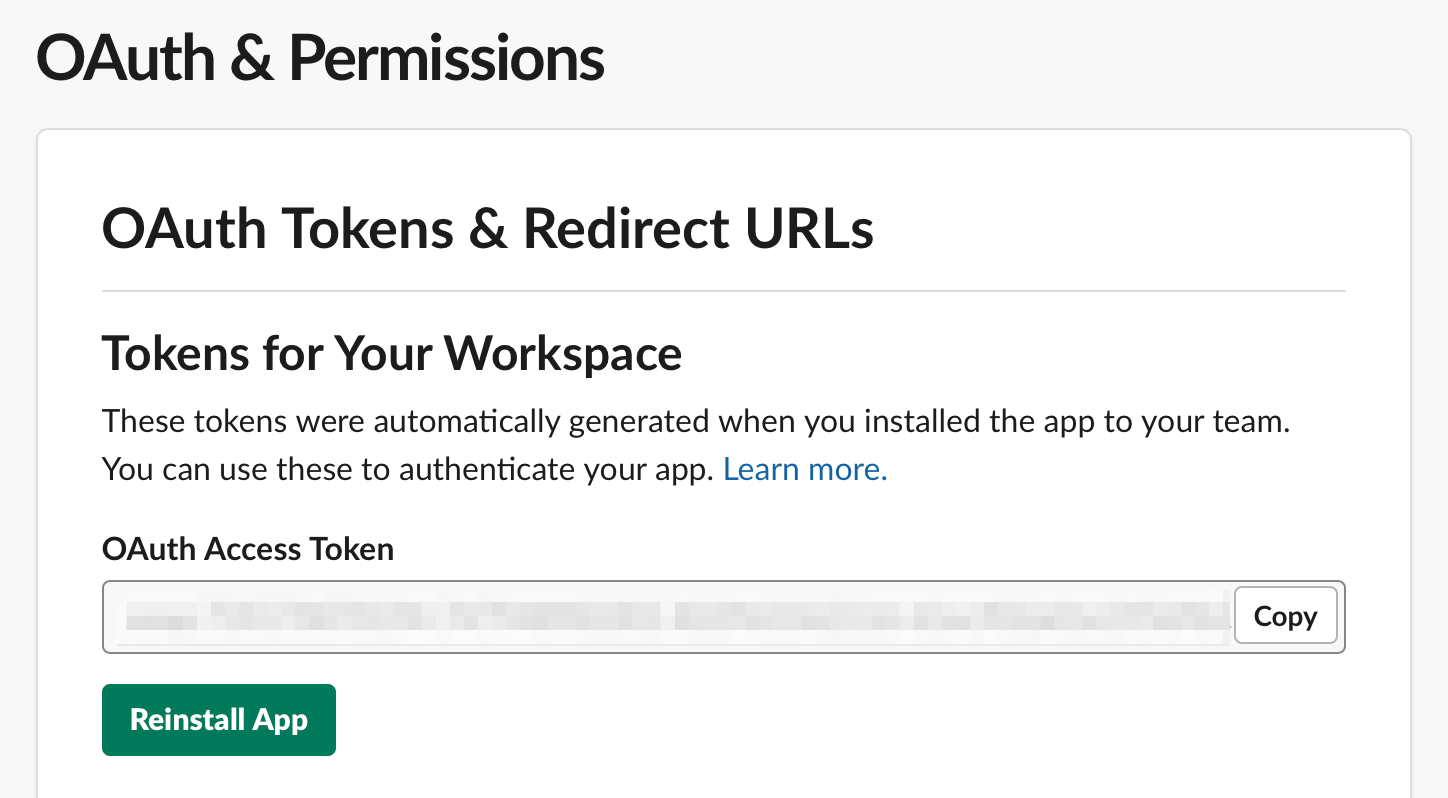 OAuth & Permissions
OAuth Tokens & Redirect URLs
Tokens for Your Workspace
These tokens were automatically generated when you installed the app to your team.
You can use these to authenticate your app. Learn more.
OAuth Access Token
Copy
Reinstall App